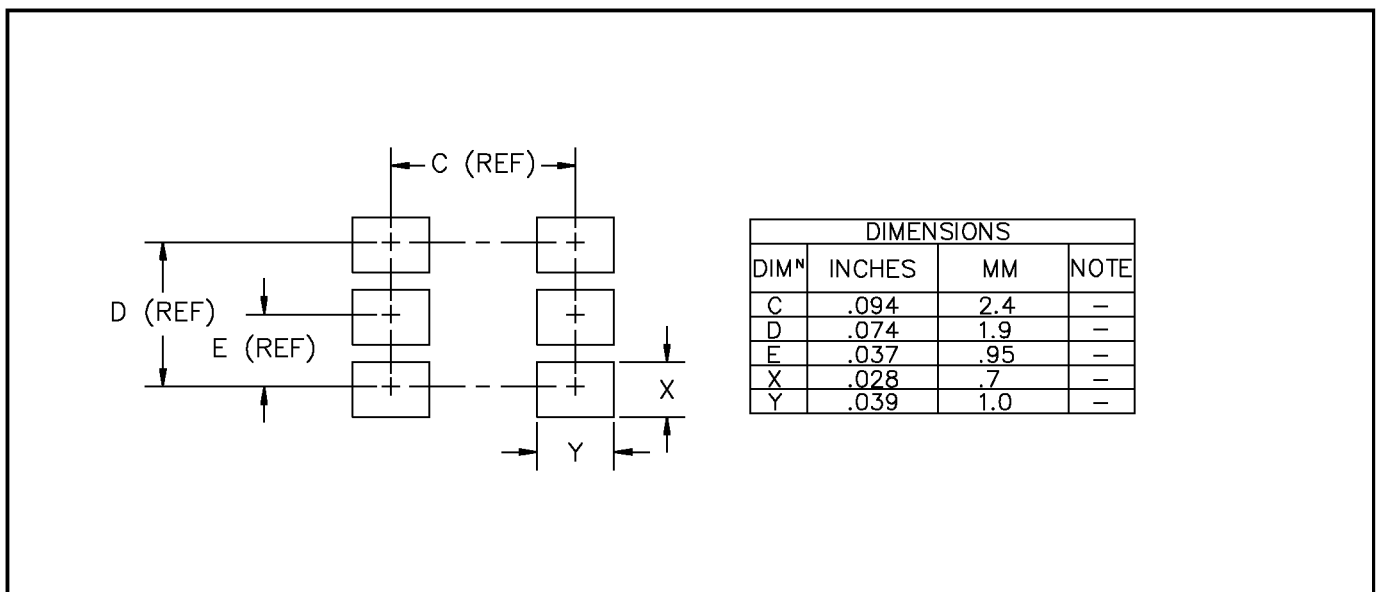 C (REF)
D (REF)
E (REF)
X
Y
DIMENSIONS
DIMᴺ INCHES MM NOTE
C .094 2.4 –
D .074 1.9 –
E .037 .95 –
X .028 .7 –
Y .039 1.0 –